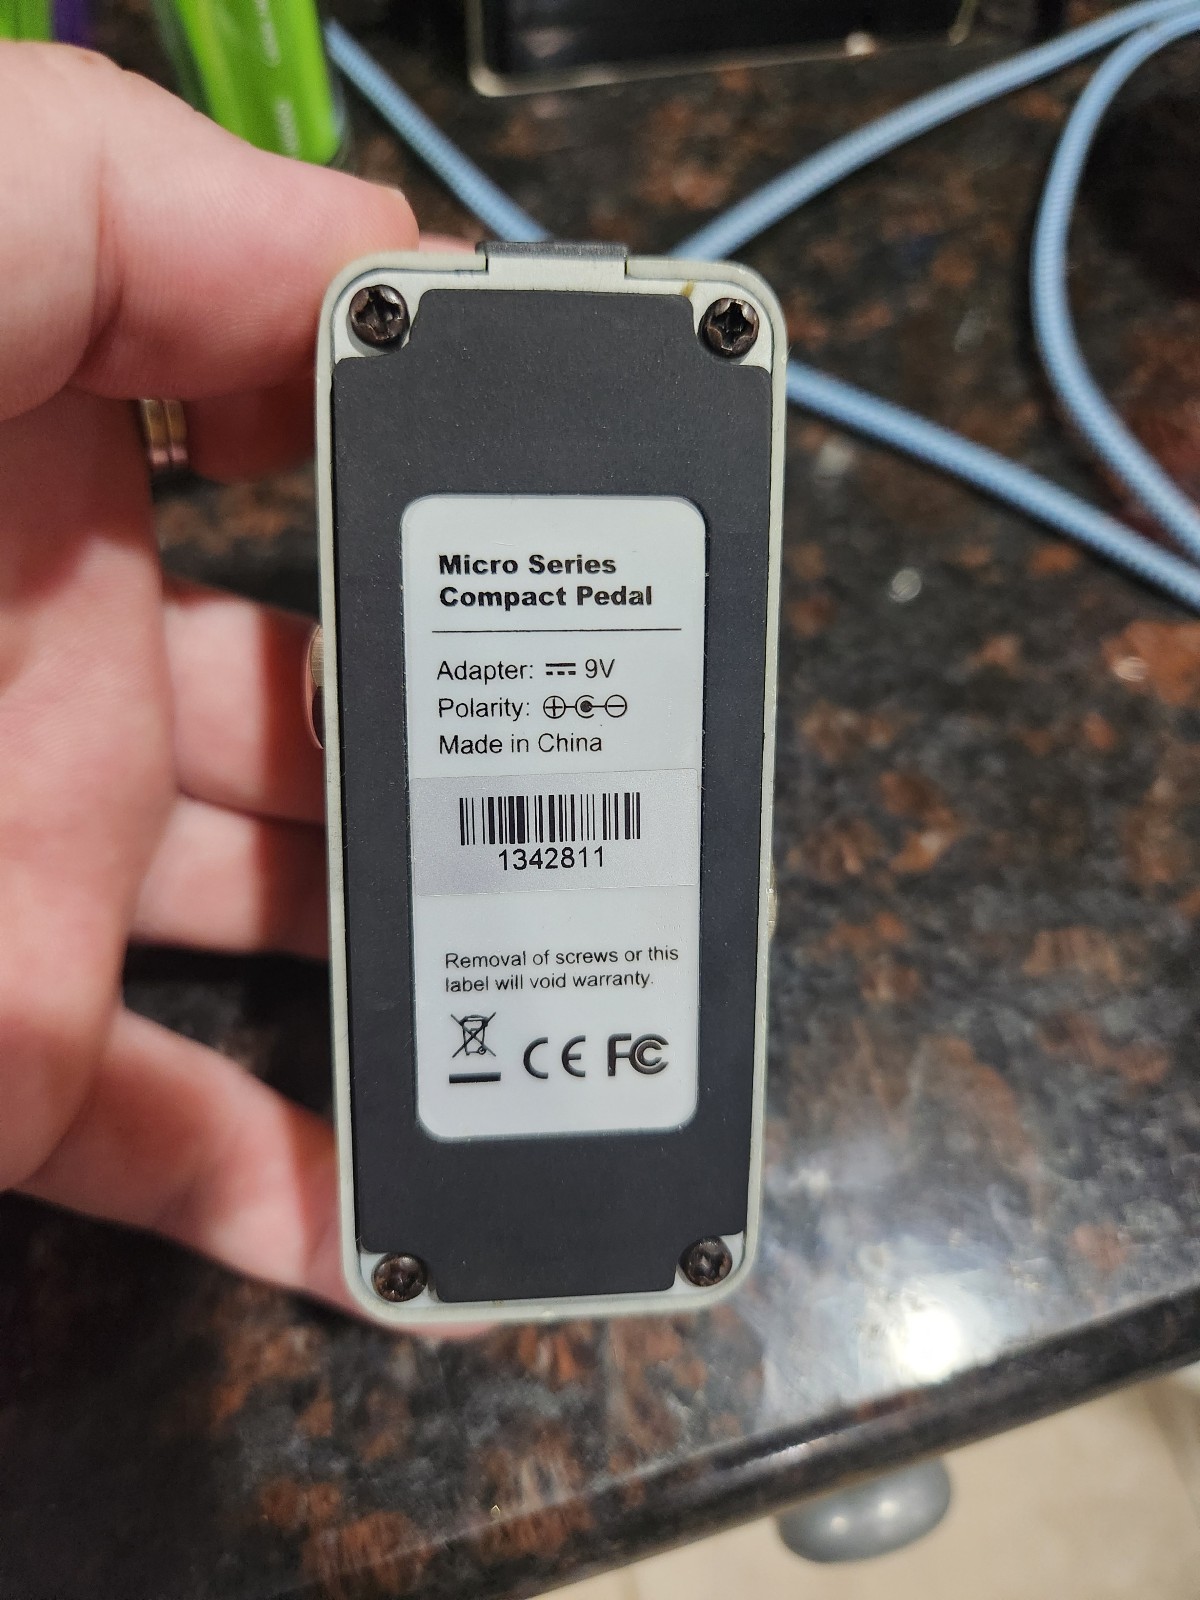 Micro Series
Compact Pedal
Adapter: ⎓ 9V
Polarity:
Made in China
1342811
Removal of screws or this
label will void warranty.
CE FC